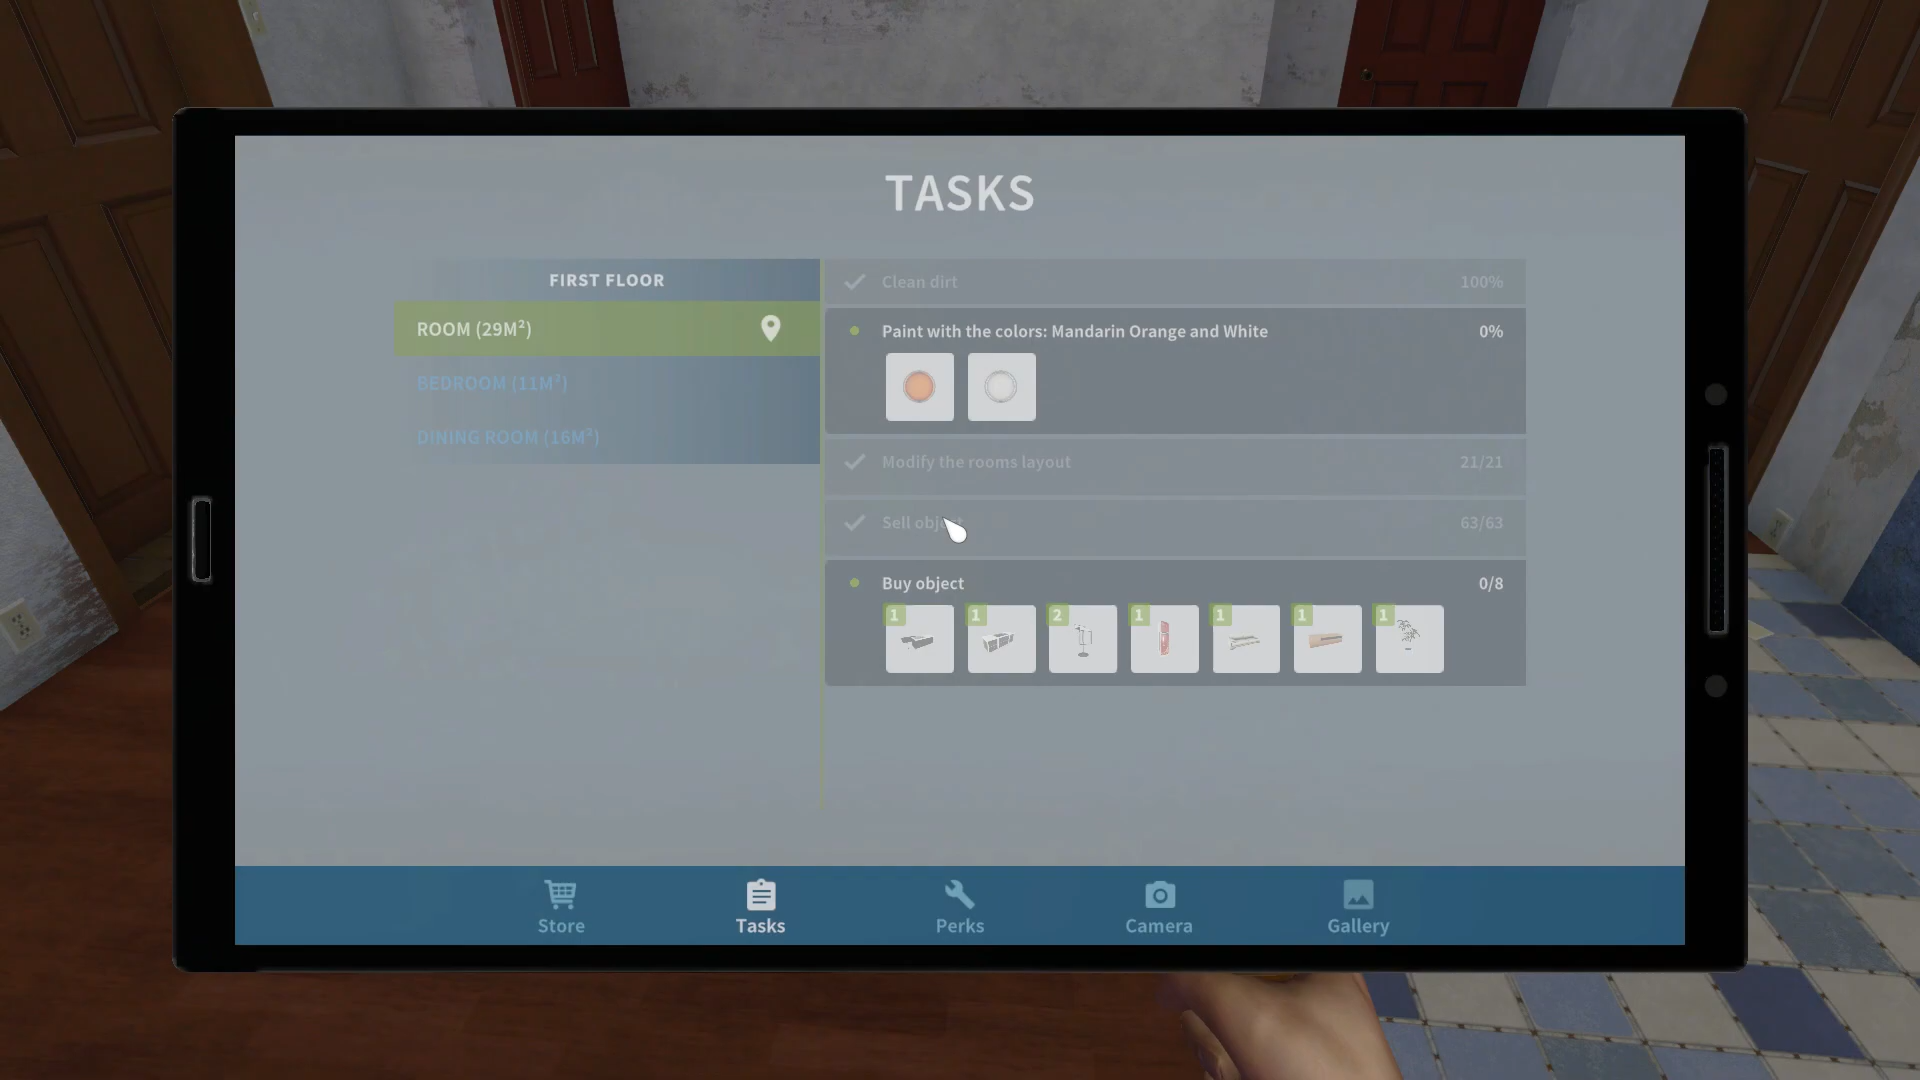 TASKS
FIRST FLOOR
ROOM (29M²)
BEDROOM (11M²)
DINING ROOM (16M²)
Clean dirt 100%
Paint with the colors: Mandarin Orange and White 0%
Modify the rooms layout 21/21
Sell object 63/63
Buy object 0/8
1 1 2 1 1 1 1
Store Tasks Perks Camera Gallery